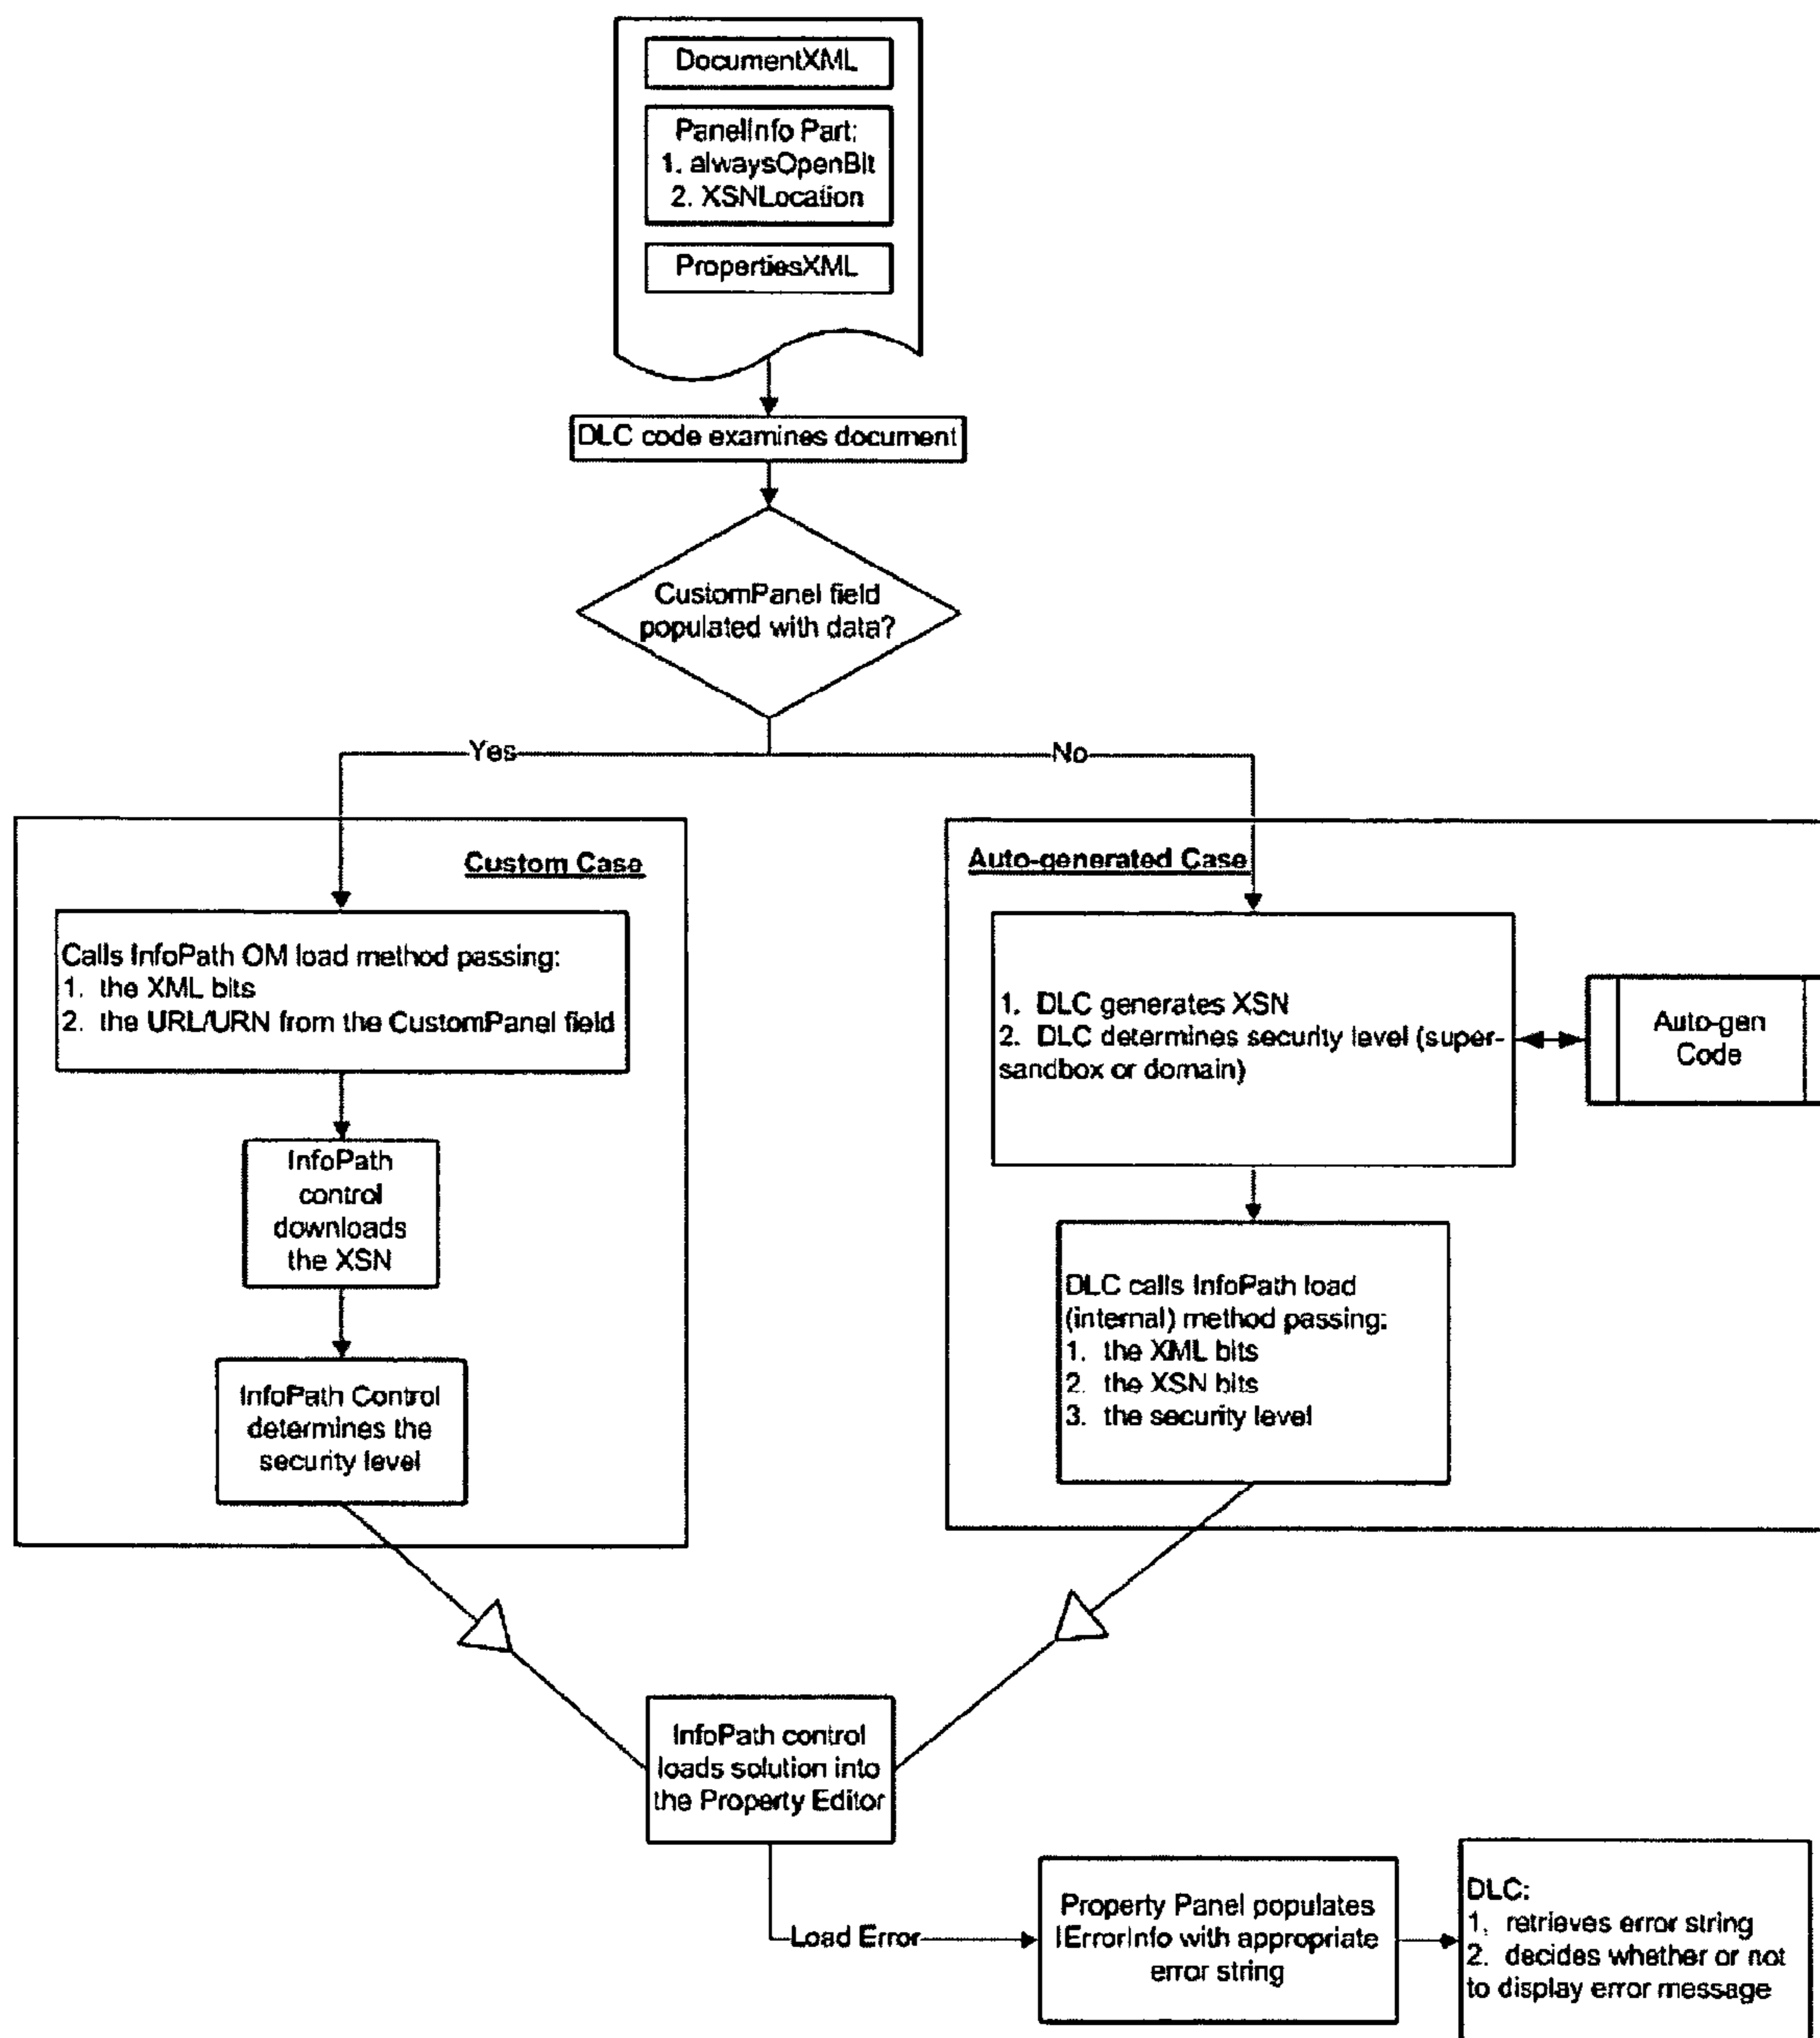 DocumentXML
PanelInfo Part:
1. alwaysOpenBit
2. XSNLocation
PropertiesXML
DLC code examines document
CustomPanel field
populated with data?
Yes
No
Custom Case
Calls InfoPath OM load method passing:
1. the XML bits
2. the URL/URN from the CustomPanel field
InfoPath
control
downloads
the XSN
InfoPath Control
determines the
security level
Auto-generated Case
1. DLC generates XSN
2. DLC determines security level (super-
sandbox or domain)
Auto-gen
Code
DLC calls InfoPath load
(internal) method passing:
1. the XML bits
2. the XSN bits
3. the security level
InfoPath control
loads solution into
the Property Editor
Load Error
Property Panel populates
IErrorInfo with appropriate
error string
DLC:
1. retrieves error string
2. decides whether or not
to display error message